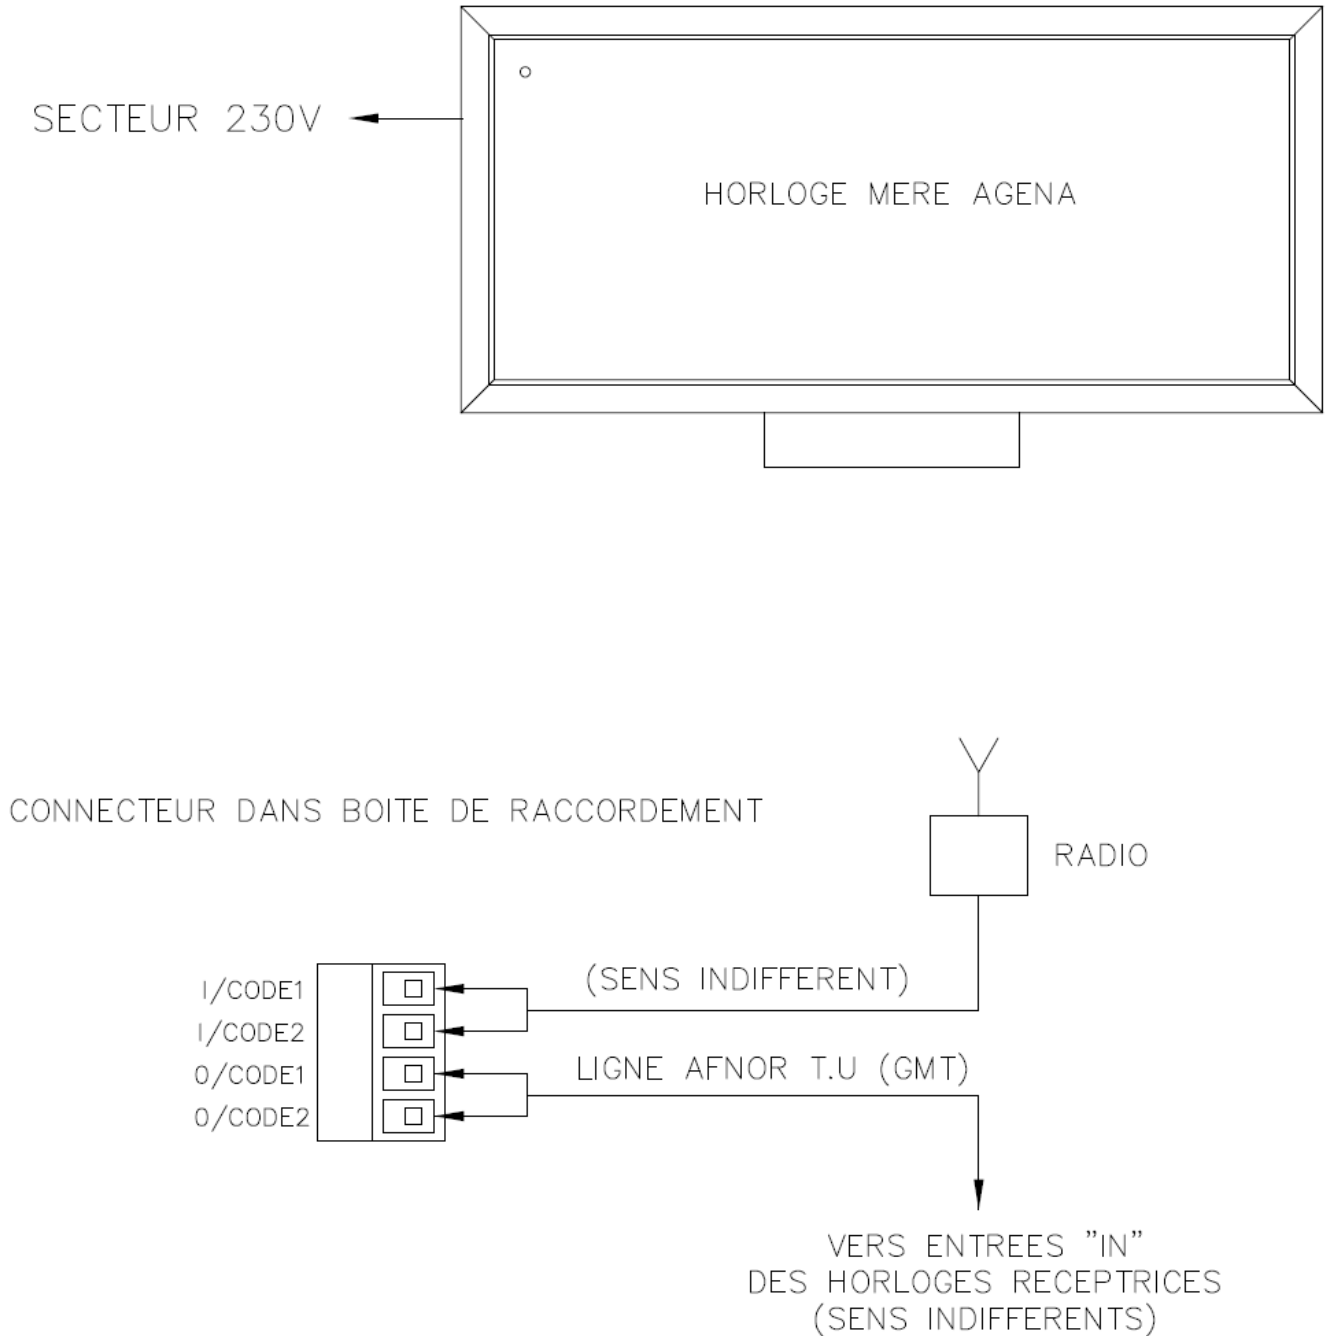 SECTEUR 230V
HORLOGE MERE AGENA
CONNECTEUR DANS BOITE DE RACCORDEMENT
RADIO
(SENS INDIFFERENT)
I/CODE1
I/CODE2
O/CODE1
O/CODE2
LIGNE AFNOR T.U (GMT)
VERS ENTREES "IN"
DES HORLOGES RECEPTRICES
(SENS INDIFFERENTS)